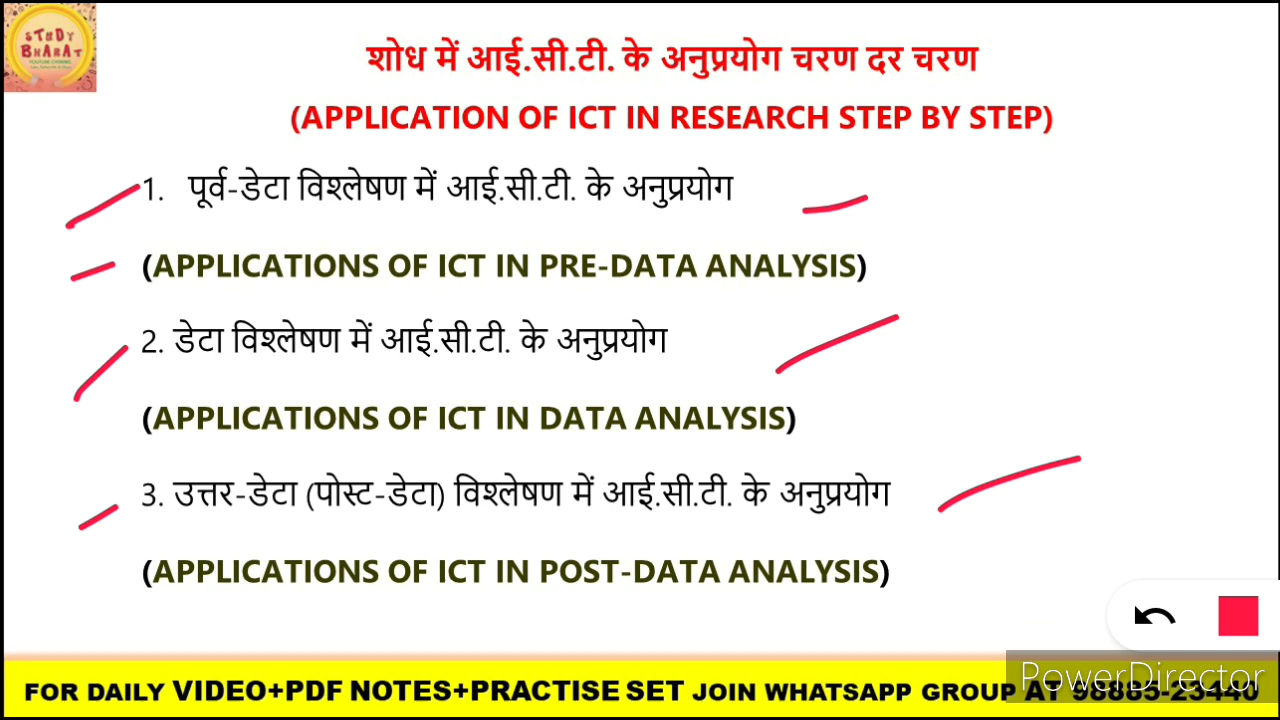 STUDY
BHARAT
शोध में आई.सी.टी. के अनुप्रयोग चरण दर चरण
(APPLICATION OF ICT IN RESEARCH STEP BY STEP)
1. पूर्व-डेटा विश्लेषण में आई.सी.टी. के अनुप्रयोग
(APPLICATIONS OF ICT IN PRE-DATA ANALYSIS)
2. डेटा विश्लेषण में आई.सी.टी. के अनुप्रयोग
(APPLICATIONS OF ICT IN DATA ANALYSIS)
3. उत्तर-डेटा (पोस्ट-डेटा) विश्लेषण में आई.सी.टी. के अनुप्रयोग
(APPLICATIONS OF ICT IN POST-DATA ANALYSIS)
PowerDirector
FOR DAILY VIDEO+PDF NOTES+PRACTISE SET JOIN WHATSAPP GROUP AT 98885-23440